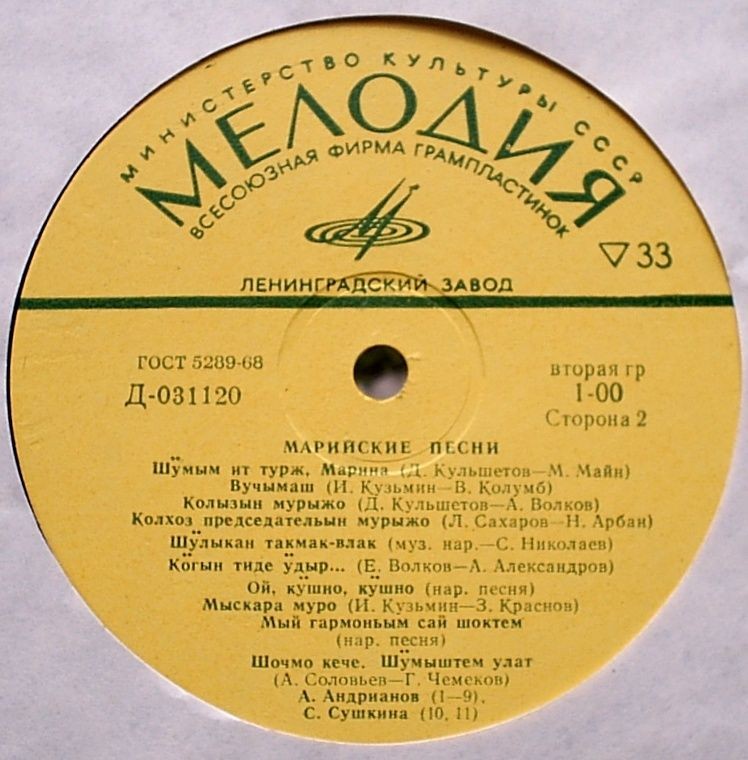 МИНИСТЕРСТВО КУЛЬТУРЫ СССР
МЕЛОДИЯ
ВСЕСОЮЗНАЯ ФИРМА ГРАМПЛАСТИНОК
▽33
ЛЕНИНГРАДСКИЙ ЗАВОД
ГОСТ 5289-68
вторая гр
Д-031120
1-00
Сторона 2
МАРИЙСКИЕ ПЕСНИ
Шӱмым ит турж, Марина (Д. Кульшетов—М. Майн)
Вучымаш (И. Кузьмин—В. Колумб)
Колызын мурыжо (Д. Кульшетов—А. Волков)
Колхоз председательын мурыжо (Л. Сахаров—Н. Арбан)
Шӱлыкан такмак-влак (муз. нар.—С. Николаев)
Кӧгын тиде ӱдыр... (Е. Волков—А. Александров)
Ой, кӱшно, кӱшно (нар. песня)
Мыскара муро (И. Кузьмин—З. Краснов)
Мый гармоньым сай шоктем
(нар. песня)
Шочмо кече. Шӱмыштем улат
(А. Соловьев—Г. Чемеков)
А. Андрианов (1—9),
С. Сушкина (10, 11)